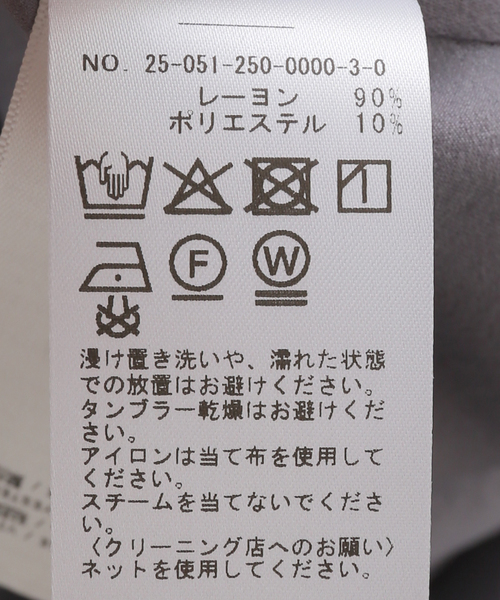 NO. 25-051-250-0000-3-0
レーヨン 90%
ポリエステル 10%
F W
浸け置き洗いや、濡れた状態
での放置はお避けください。
タンブラー乾燥はお避けくだ
さい。
アイロンは当て布を使用して
ください。
スチームを当てないでくださ
い。
〈クリーニング店へのお願い〉
ネットを使用してください。